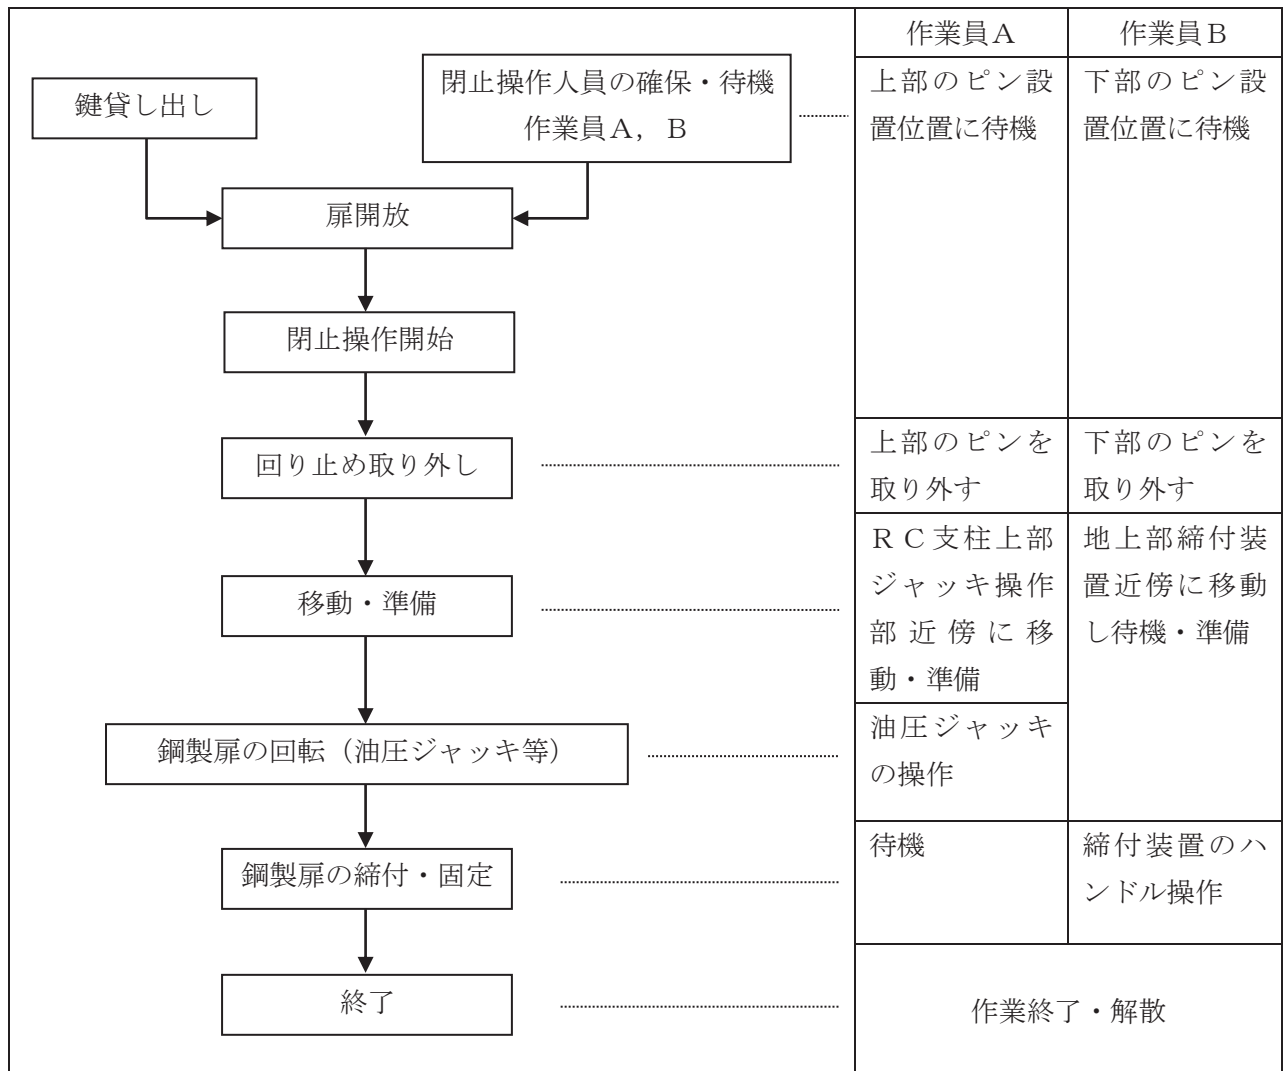 作業員Ａ
作業員Ｂ
鍵貸し出し
閉止操作人員の確保・待機
作業員Ａ，Ｂ
上部のピン設
置位置に待機
下部のピン設
置位置に待機
扉開放
閉止操作開始
回り止め取り外し
上部のピンを
取り外す
下部のピンを
取り外す
移動・準備
ＲＣ支柱上部
ジャッキ操作
部近傍に移
動・準備
地上部締付装
置近傍に移動
し待機・準備
鋼製扉の回転（油圧ジャッキ等）
油圧ジャッキ
の操作
鋼製扉の締付・固定
待機
締付装置のハ
ンドル操作
終了
作業終了・解散